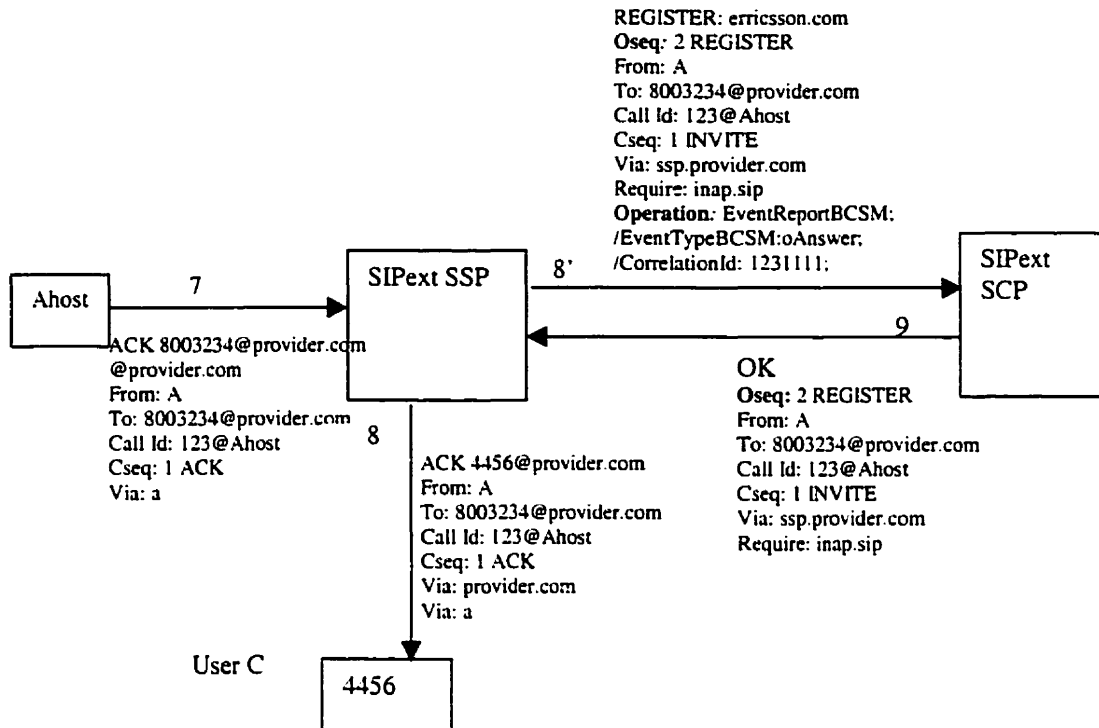 REGISTER: erricsson.com
Oseq: 2 REGISTER
From: A
To: 8003234@provider.com
Call Id: 123@Ahost
Cseq: 1 INVITE
Via: ssp.provider.com
Require: inap.sip
Operation: EventReportBCSM;
/EventTypeBCSM:oAnswer;
/CorrelationId: 1231111;
8'
7
Ahost
SIPext SSP
SIPext
SCP
9
ACK 8003234@provider.com
@provider.com
From: A
To: 8003234@provider.com
Call Id: 123@Ahost
Cseq: 1 ACK
Via: a
8
ACK 4456@provider.com
From: A
To: 8003234@provider.com
Call Id: 123@Ahost
Cseq: 1 ACK
Via: provider.com
Via: a
OK
Oseq: 2 REGISTER
From: A
To: 8003234@provider.com
Call Id: 123@Ahost
Cseq: 1 INVITE
Via: ssp.provider.com
Require: inap.sip
User C
4456